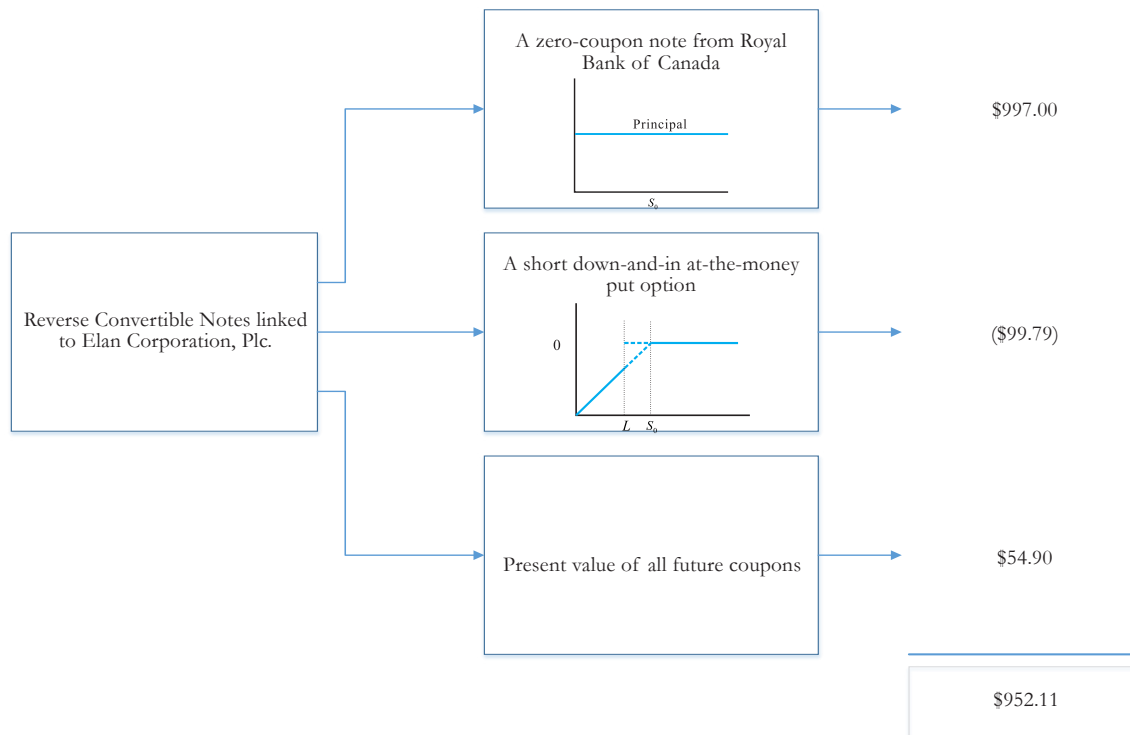 A zero-coupon note from Royal
Bank of Canada
Principal
S₀
$997.00
Reverse Convertible Notes linked
to Elan Corporation, Plc.
A short down-and-in at-the-money
put option
0
L S₀
($99.79)
Present value of all future coupons
$54.90
$952.11